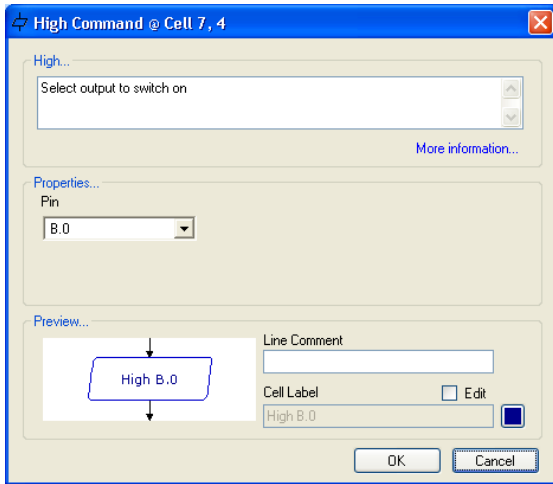 High Command @ Cell 7, 4
High...
Select output to switch on
More information...
Properties...
Pin
B.0
Preview...
High B.0
Line Comment
Cell Label
Edit
High B.0
OK
Cancel